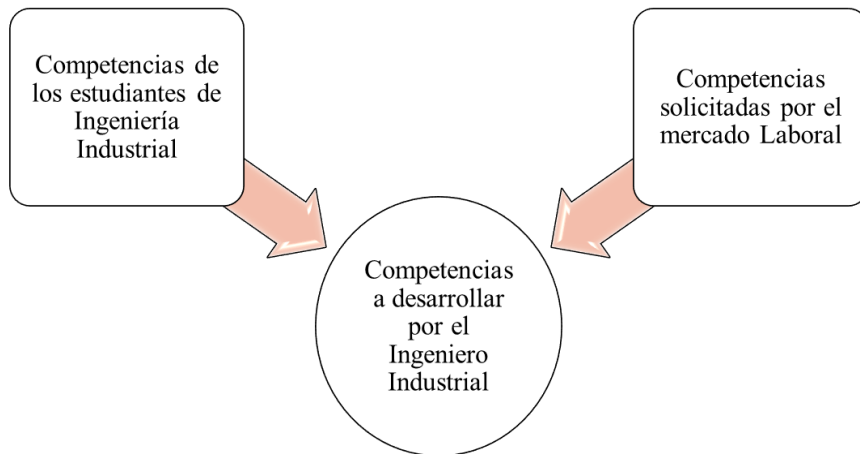 Competencias de
los estudiantes de
Ingeniería
Industrial
Competencias
solicitadas por el
mercado Laboral
Competencias
a desarrollar
por el
Ingeniero
Industrial